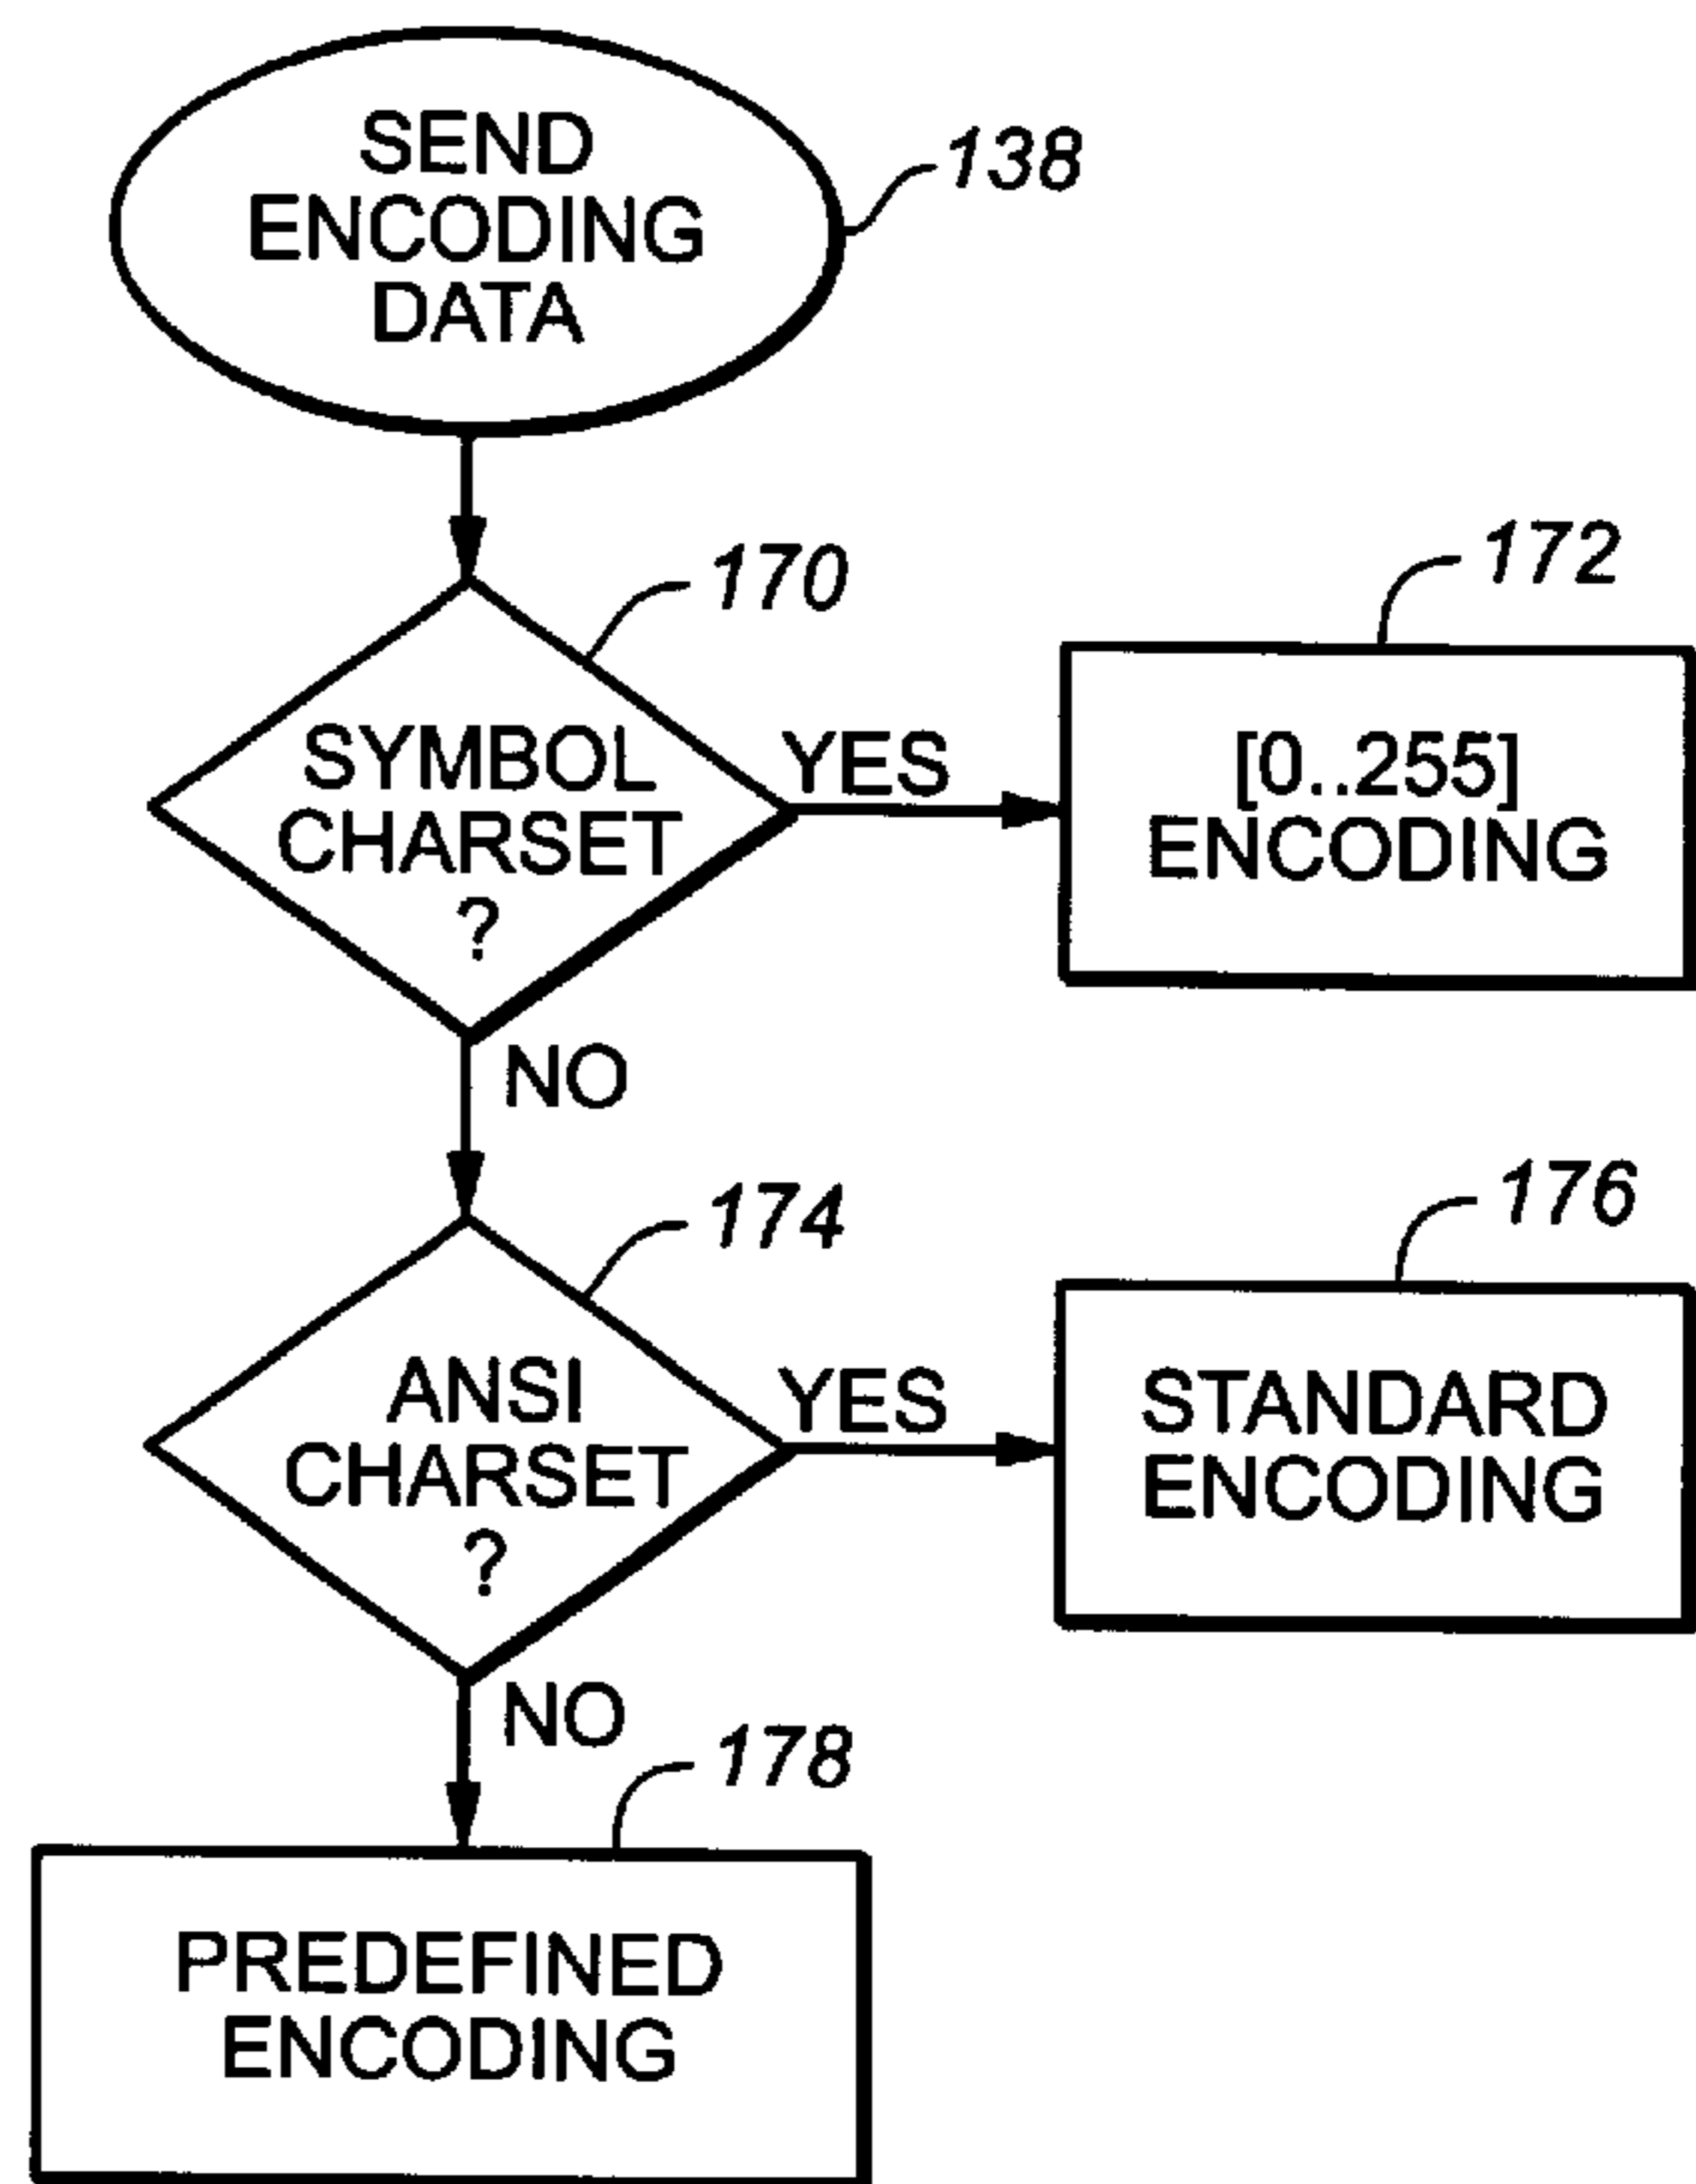 SEND
ENCODING
DATA
138
170
SYMBOL
CHARSET
?
YES
172
[0..255]
ENCODING
NO
174
ANSI
CHARSET
?
YES
176
STANDARD
ENCODING
NO
178
PREDEFINED
ENCODING